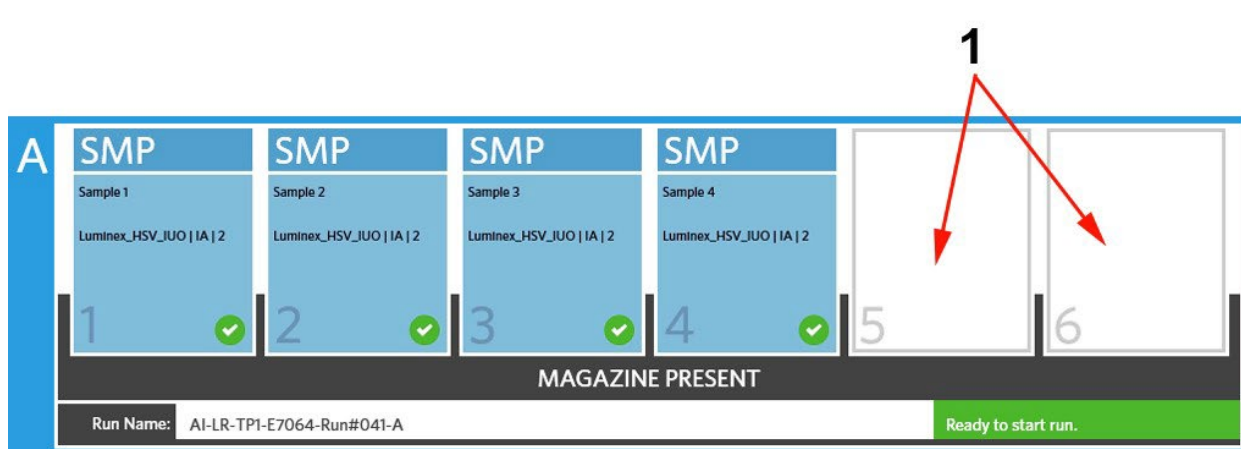 1
A
SMP SMP SMP SMP
Sample 1 Sample 2 Sample 3 Sample 4
Luminex_HSV_IUO | IA | 2 Luminex_HSV_IUO | IA | 2 Luminex_HSV_IUO | IA | 2 Luminex_HSV_IUO | IA | 2
1 2 3 4 5 6
MAGAZINE PRESENT
Run Name: AI-LR-TP1-E7064-Run#041-A Ready to start run.